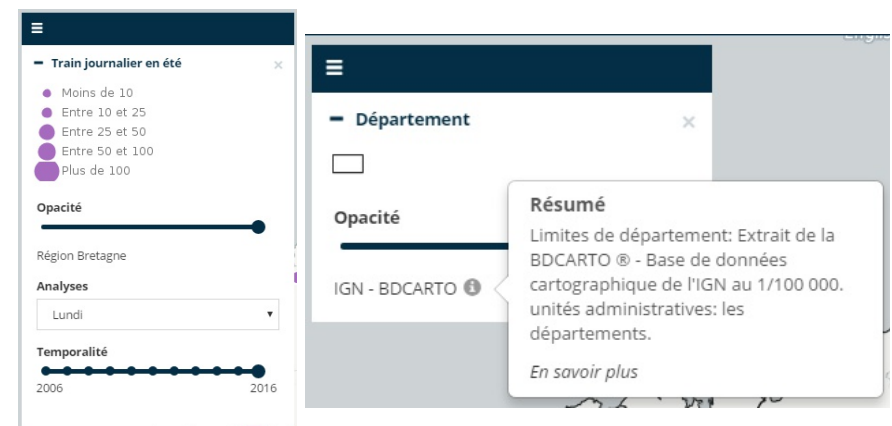 Train journalier en été
Moins de 10
Entre 10 et 25
Entre 25 et 50
Entre 50 et 100
Plus de 100
Opacité
Région Bretagne
Analyses
Lundi
Temporalité
2006 2016
Département
Opacité
IGN - BDCARTO
Résumé
Limites de département: Extrait de la
BDCARTO ® - Base de données
cartographique de l'IGN au 1/100 000.
unités administratives: les
départements.
En savoir plus